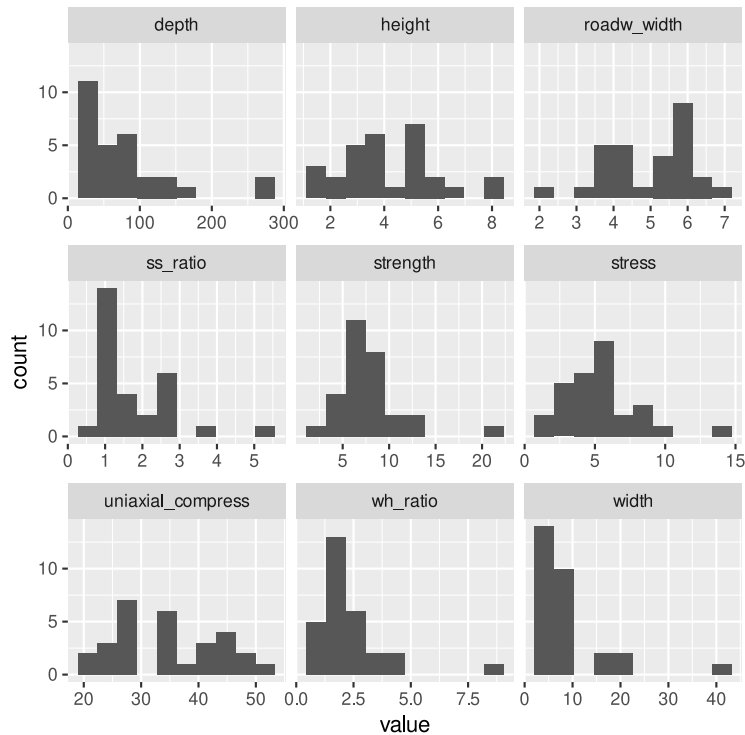 depth height roadw_width
10
5
0
0 100 200 300 2 4 6 8 2 3 4 5 6 7
ss_ratio strength stress
10
5
0
0 1 2 3 4 5 5 10 15 20 0 5 10 15
uniaxial_compress wh_ratio width
10
5
0
20 30 40 50 0.0 2.5 5.0 7.5 0 10 20 30 40
count
value